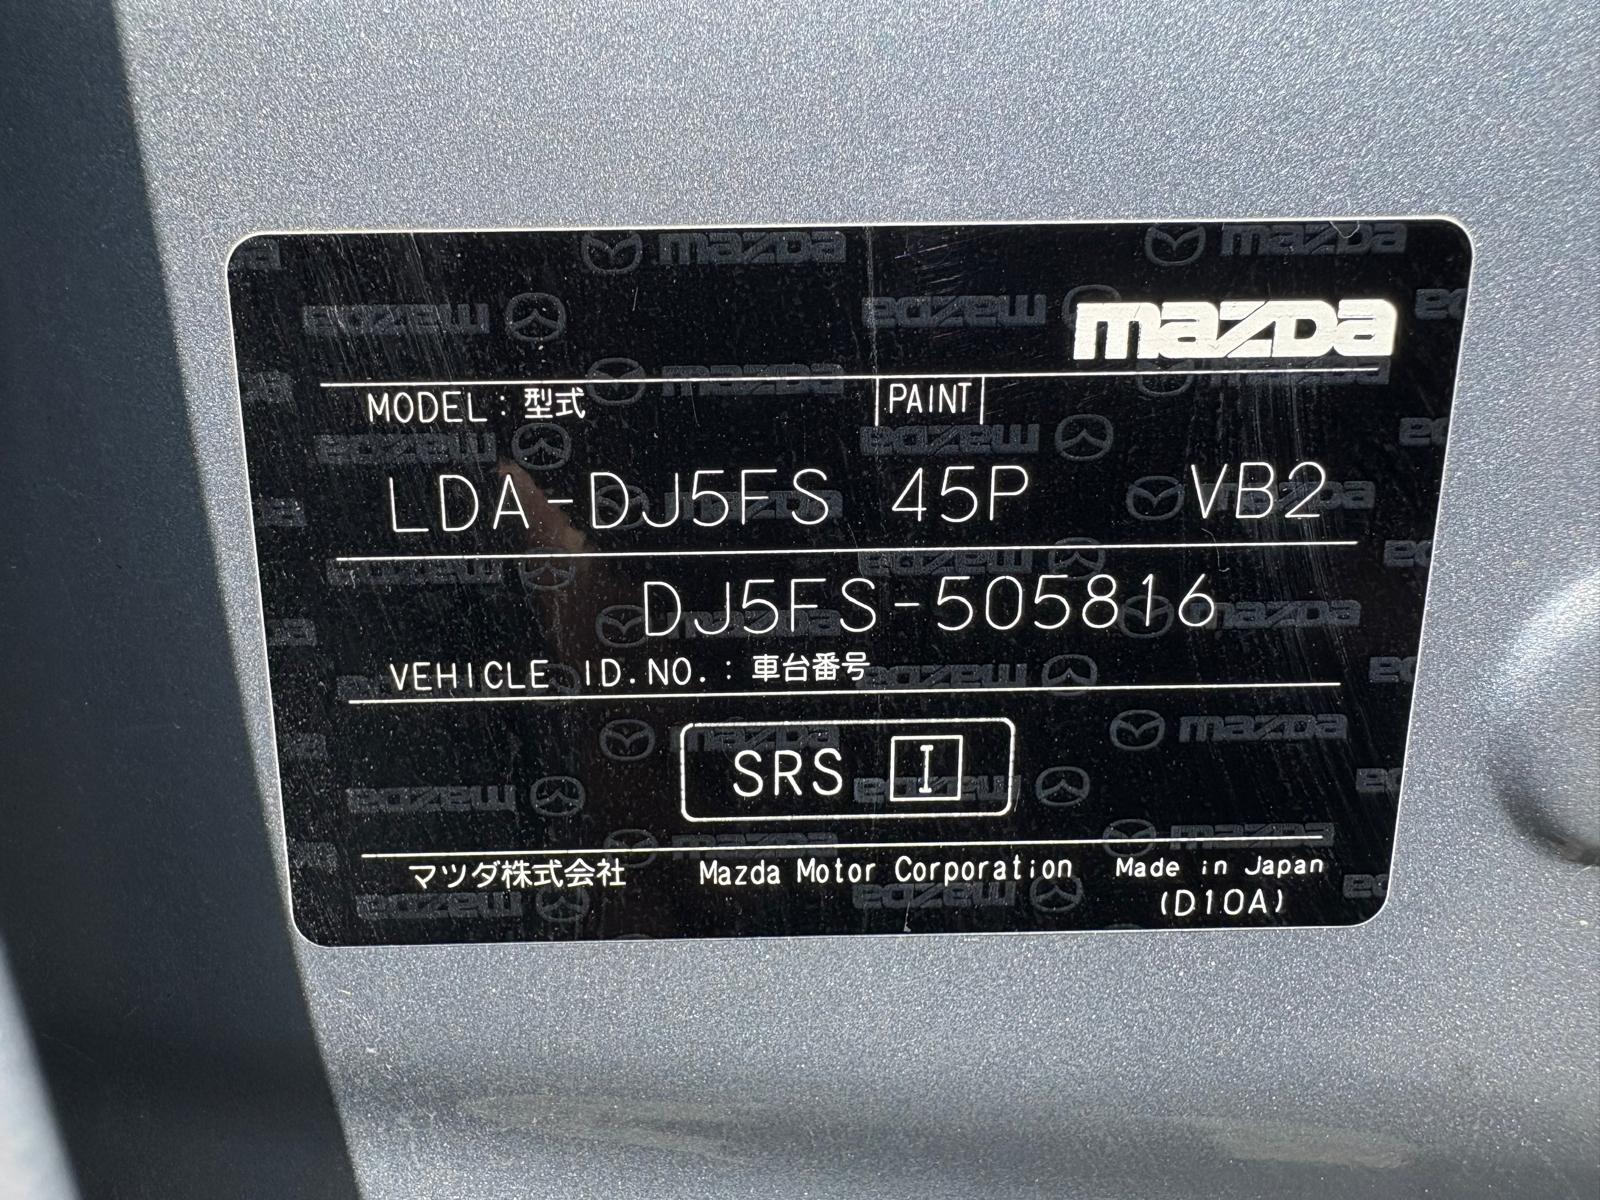 mazda
MODEL : 型式 PAINT
LDA-DJ5FS 45P VB2
DJ5FS-505816
VEHICLE ID.NO. : 車台番号
SRS I
マツダ株式会社 Mazda Motor Corporation Made in Japan
(D10A)